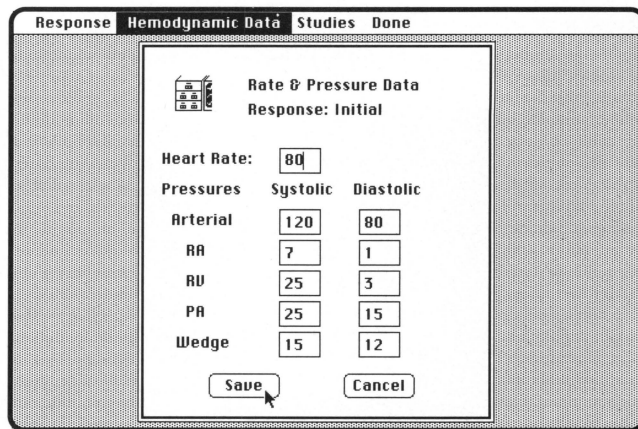 Response Hemodynamic Data Studies Done
Rate & Pressure Data
Response: Initial
Heart Rate: 80
Pressures Systolic Diastolic
Arterial 120 80
RA 7 1
RV 25 3
PA 25 15
Wedge 15 12
Save Cancel